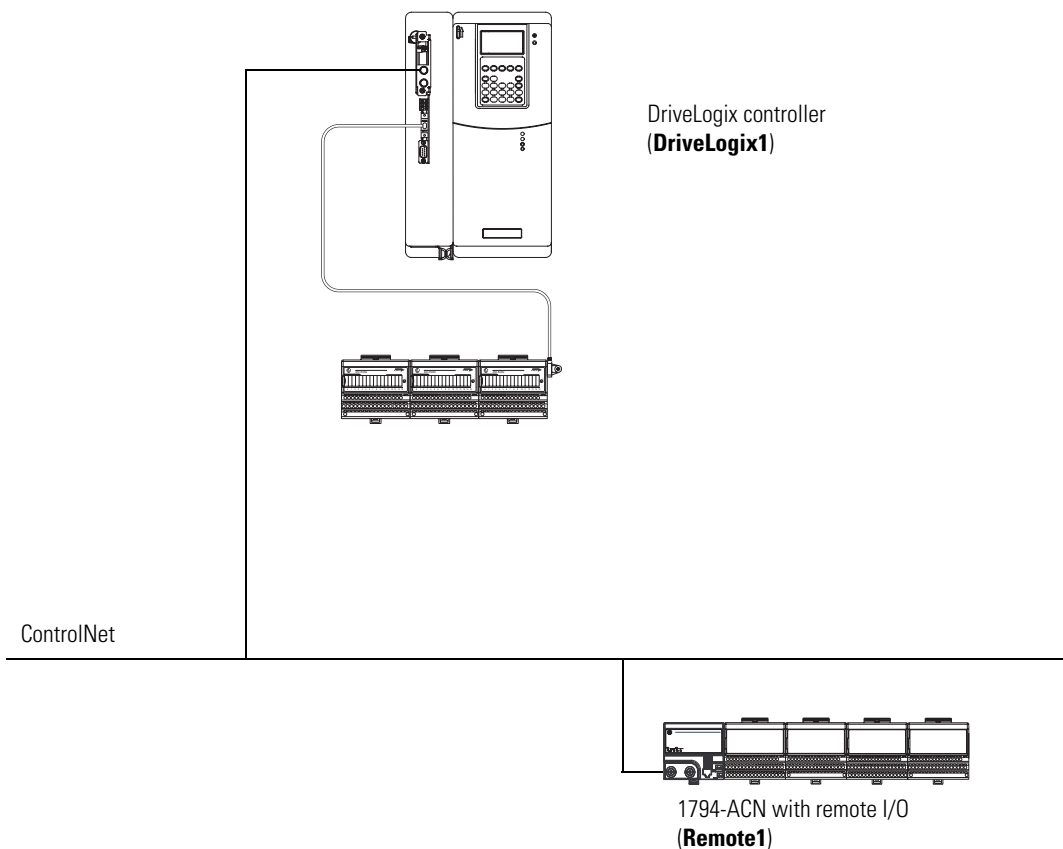 DriveLogix controller
(DriveLogix1)
ControlNet
1794-ACN with remote I/O
(Remote1)